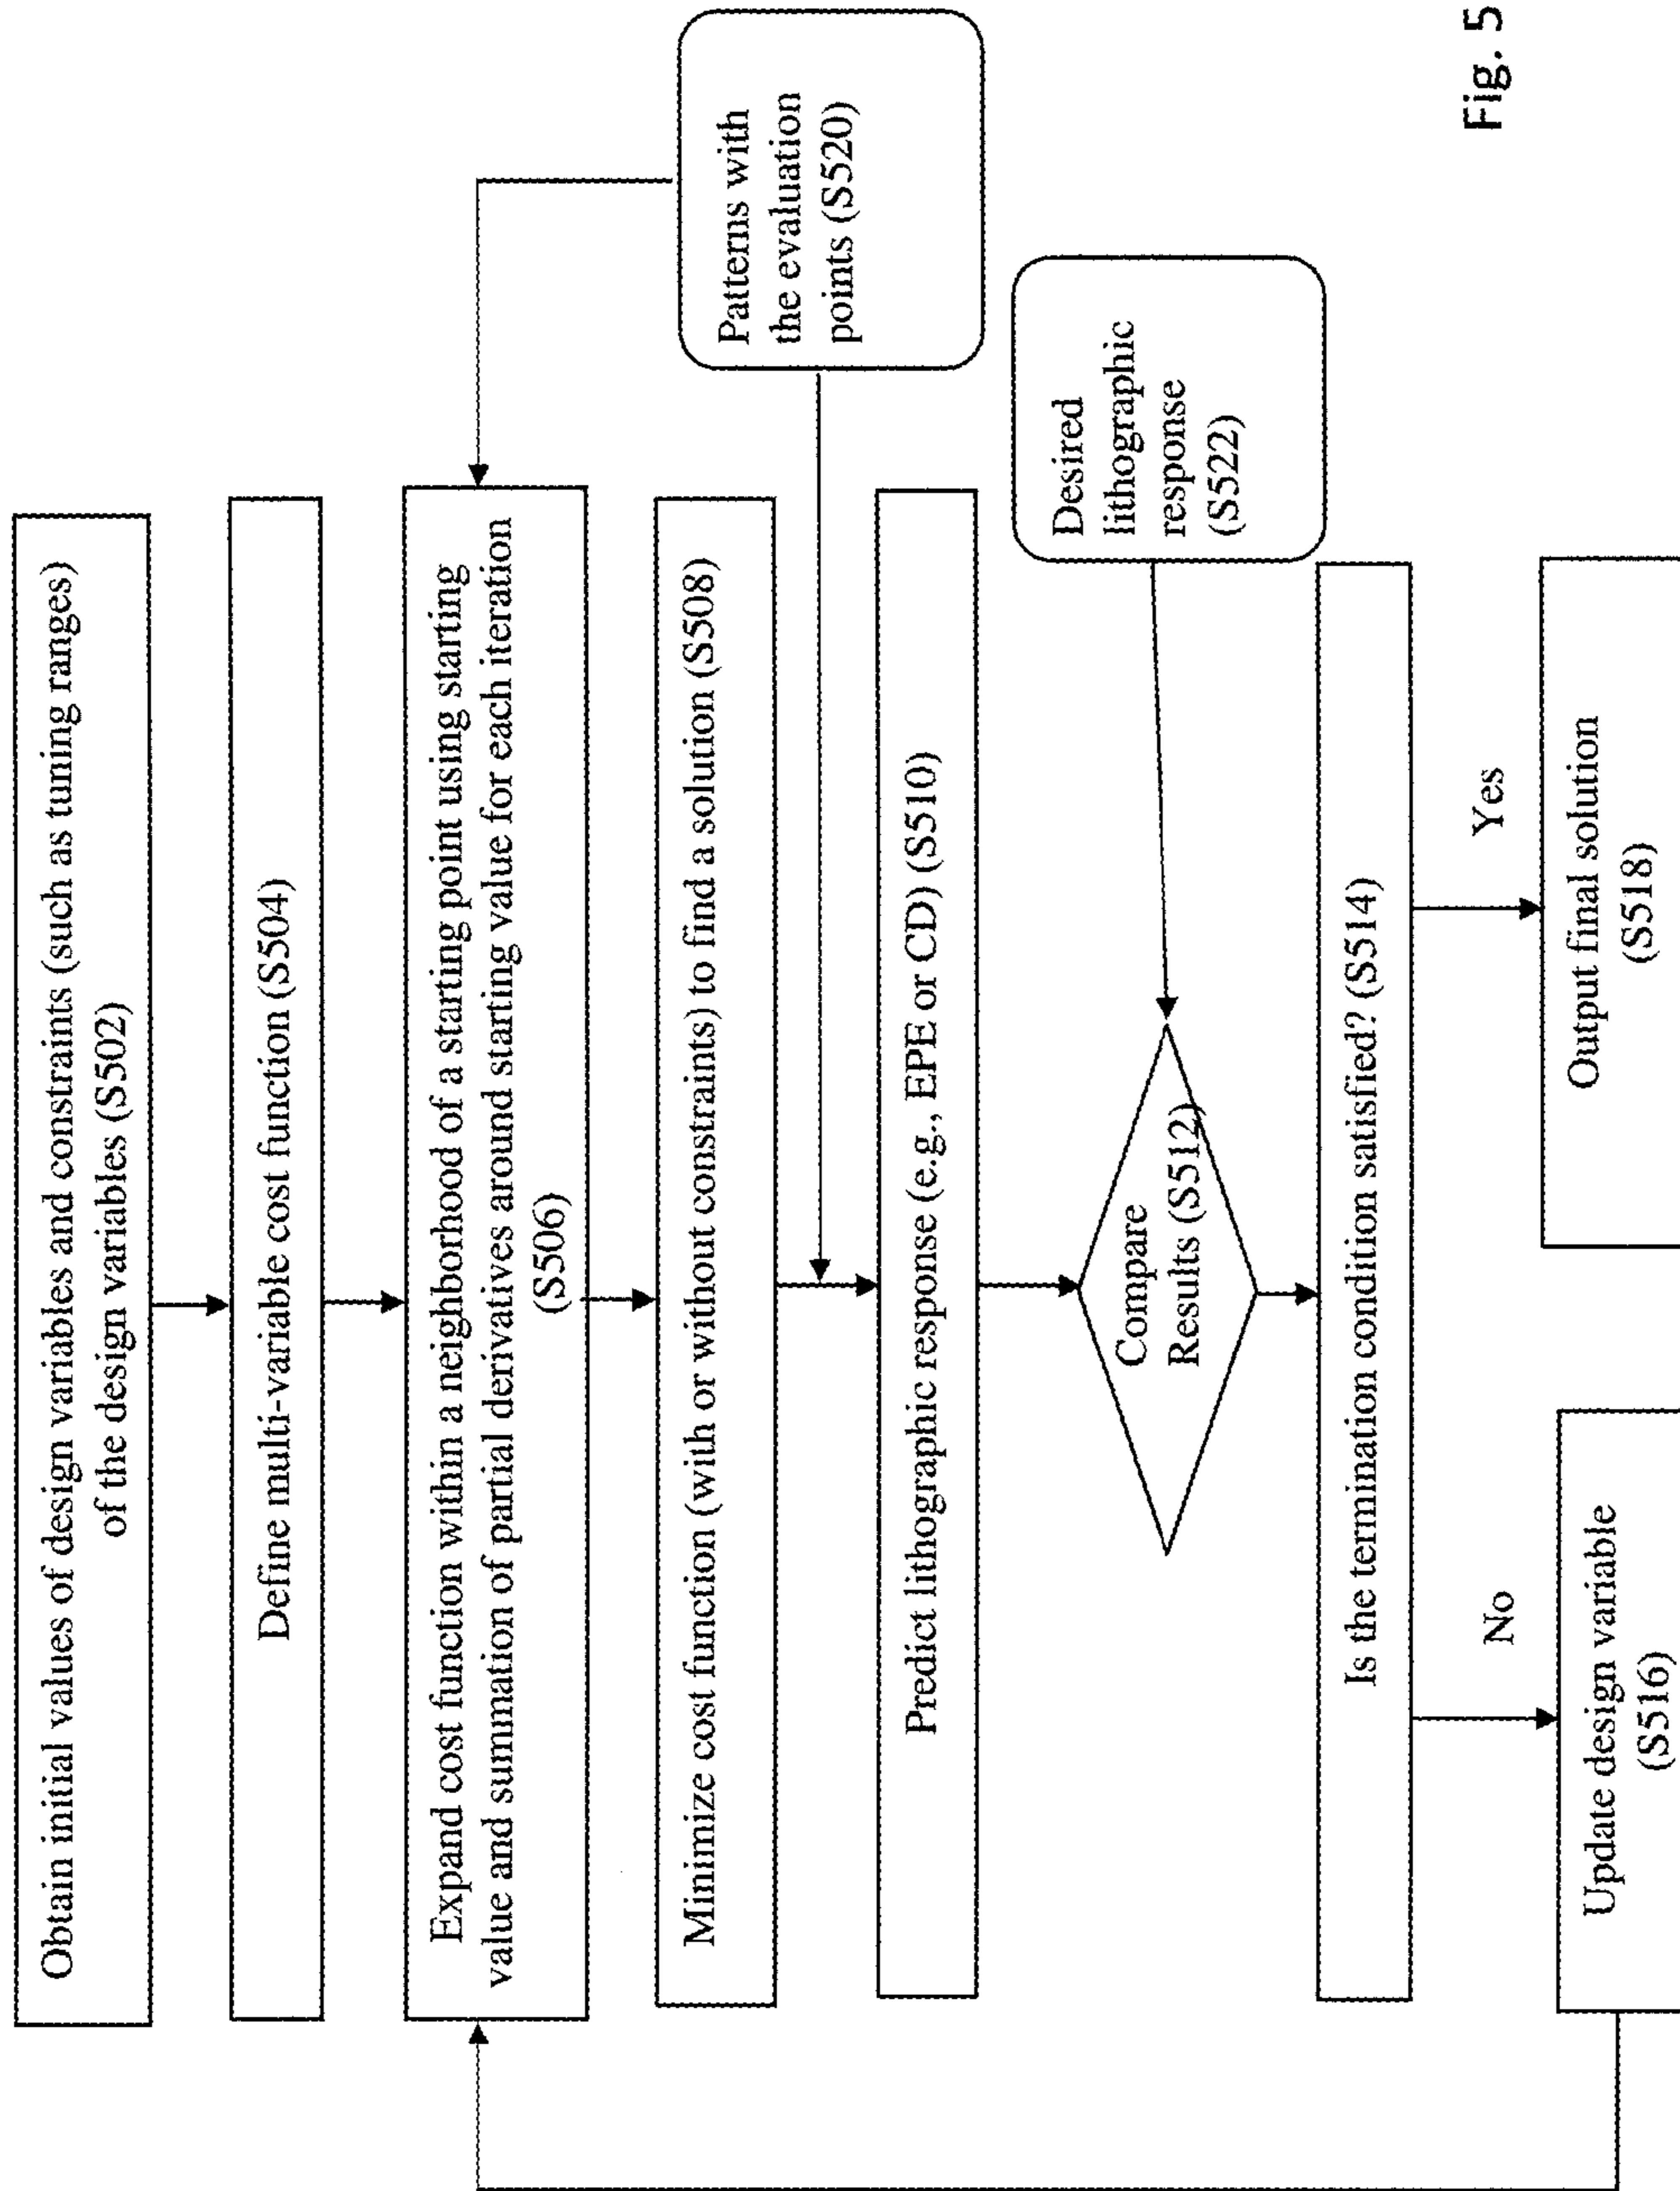 Obtain initial values of design variables and constraints (such as tuning ranges)
of the design variables (S502)
Define multi-variable cost function (S504)
Expand cost function within a neighborhood of a starting point using starting
value and summation of partial derivatives around starting value for each iteration
(S506)
Patterns with
the evaluation
points (S520)
Minimize cost function (with or without constraints) to find a solution (S508)
Predict lithographic response (e.g., EPE or CD) (S510)
Desired
lithographic
response
(S522)
Compare
Results (S512)
Is the termination condition satisfied? (S514)
No
Yes
Update design variable
(S516)
Output final solution
(S518)
Fig. 5